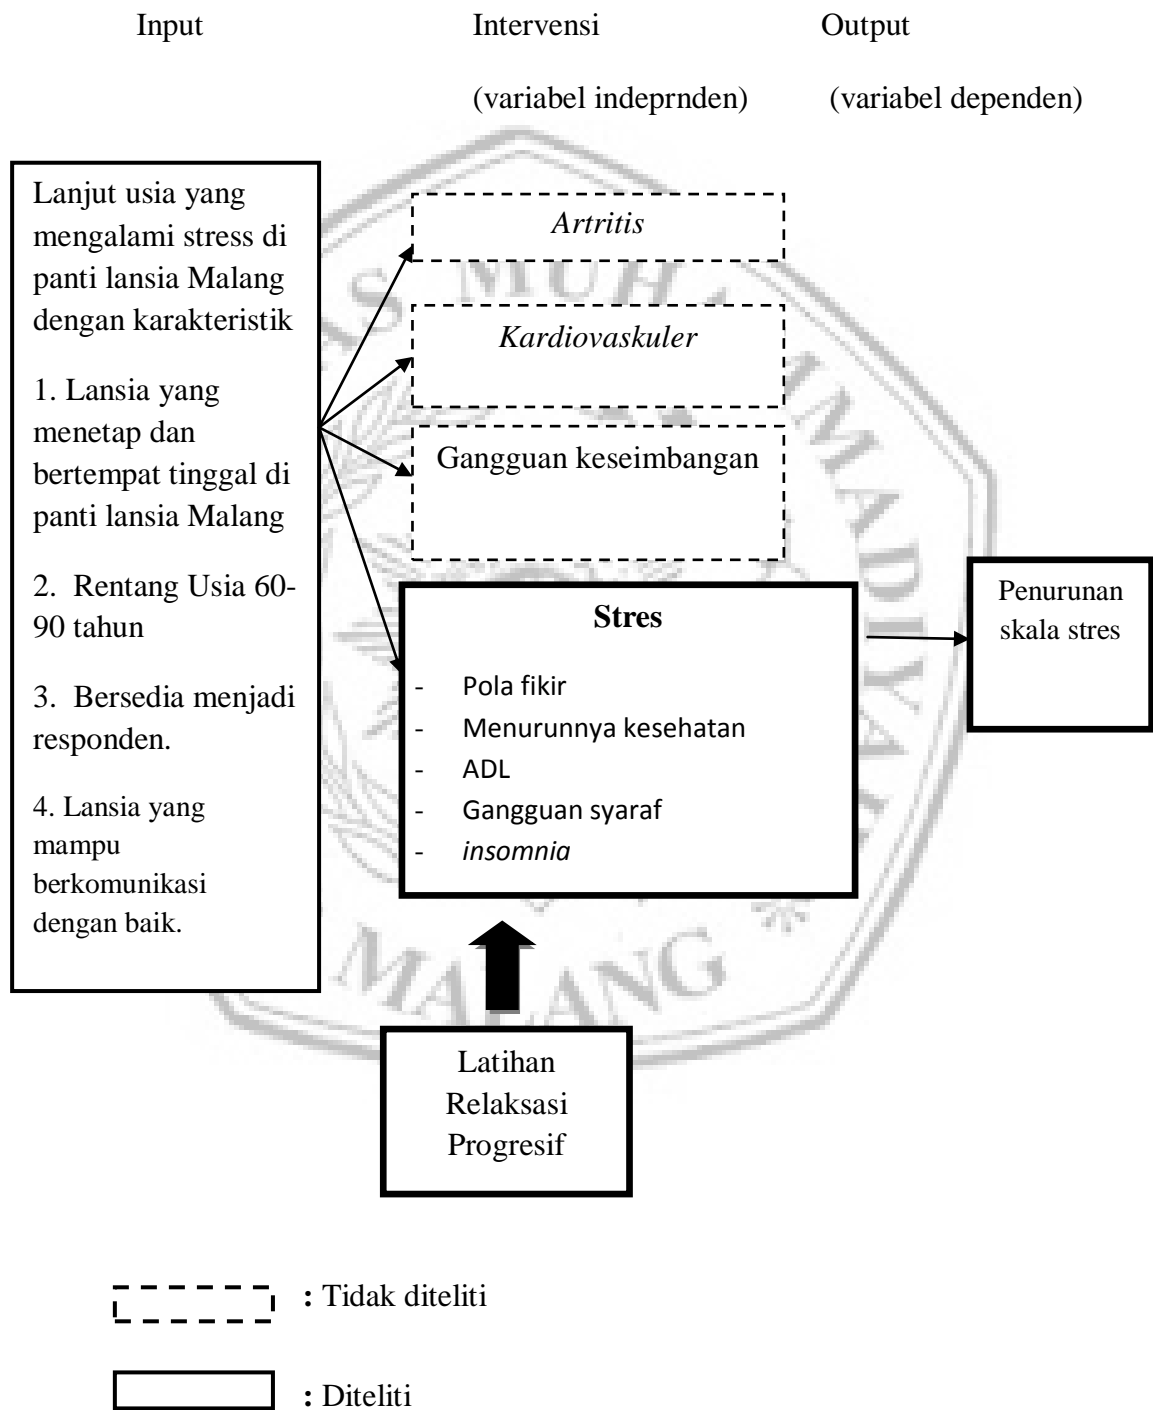 Input Intervensi Output
(variabel indeprnden) (variabel dependen)
Lanjut usia yang
mengalami stress di
panti lansia Malang
dengan karakteristik
1. Lansia yang
menetap dan
bertempat tinggal di
panti lansia Malang
2. Rentang Usia 60-
90 tahun
3. Bersedia menjadi
responden.
4. Lansia yang
mampu
berkomunikasi
dengan baik.
Artritis
Kardiovaskuler
Gangguan keseimbangan
Stres
- Pola fikir
- Menurunnya kesehatan
- ADL
- Gangguan syaraf
- insomnia
Penurunan
skala stres
Latihan
Relaksasi
Progresif
: Tidak diteliti
: Diteliti
MALANG